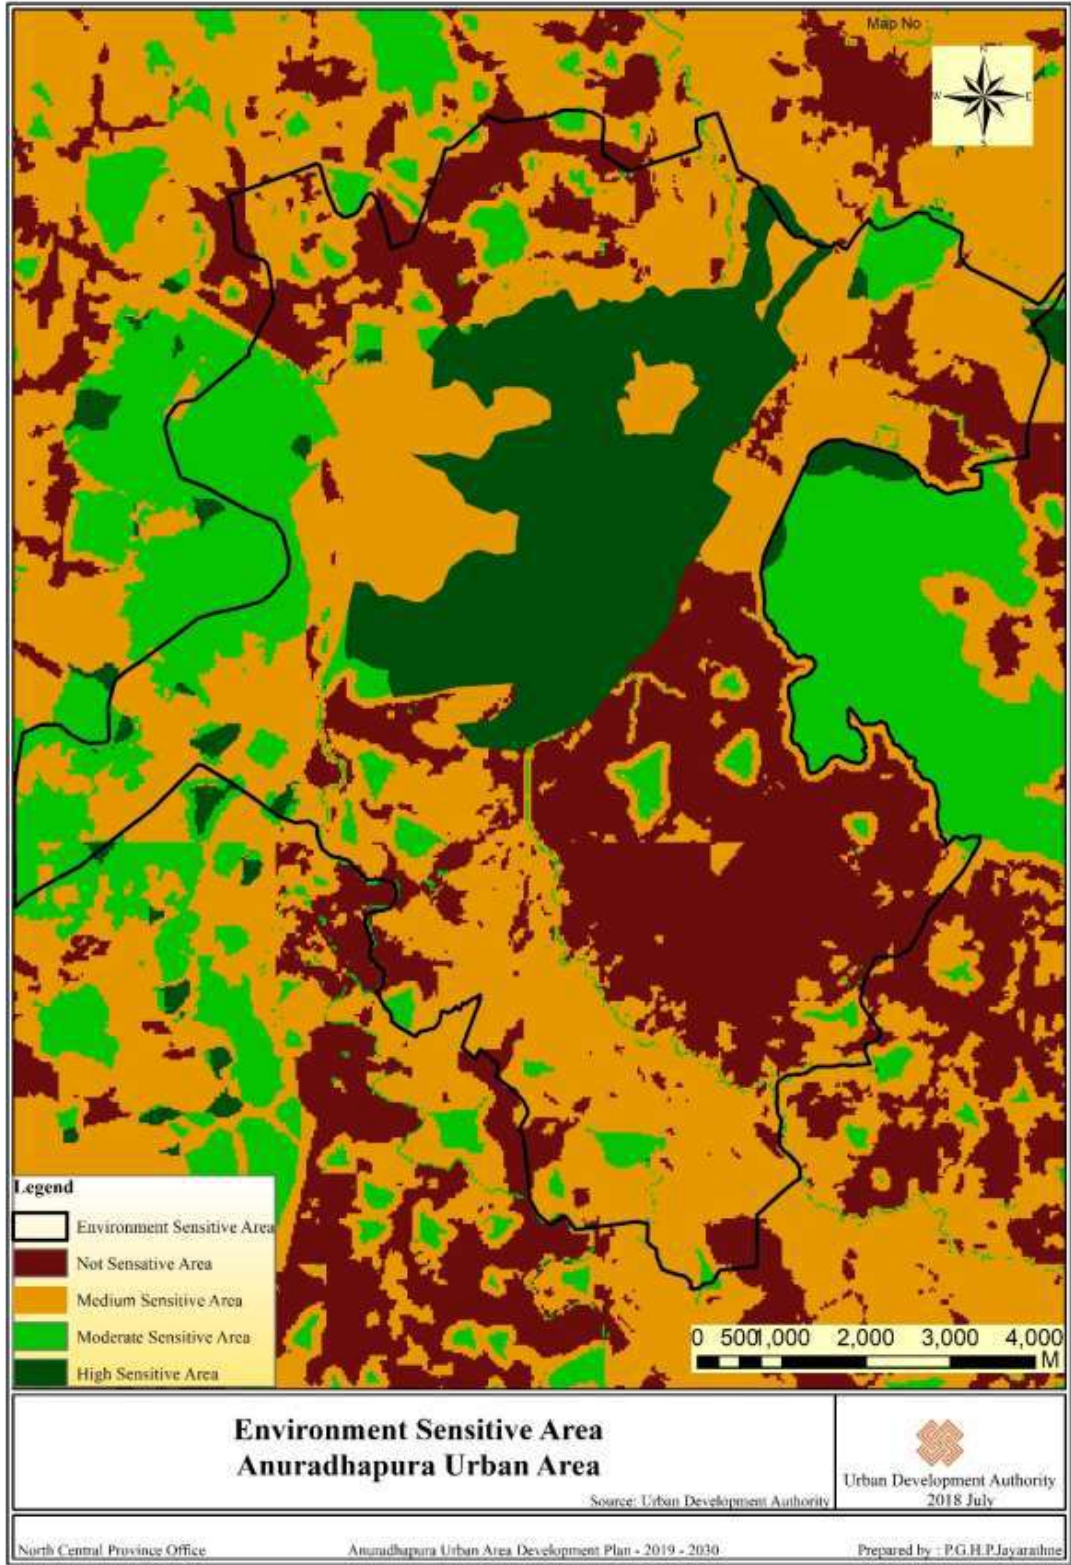 Map No
N
W E
S
Legend
Environment Sensitive Area
Not Sensative Area
Medium Sensitive Area
Moderate Sensitive Area
High Sensitive Area
0 500 1,000 2,000 3,000 4,000
M
Environment Sensitive Area
Anuradhapura Urban Area
Source: Urban Development Authority
Urban Development Authority
2018 July
North Central Province Office Anuradhapura Urban Area Development Plan - 2019 - 2030 Prepared by : P.G.H.P.Jayarathne